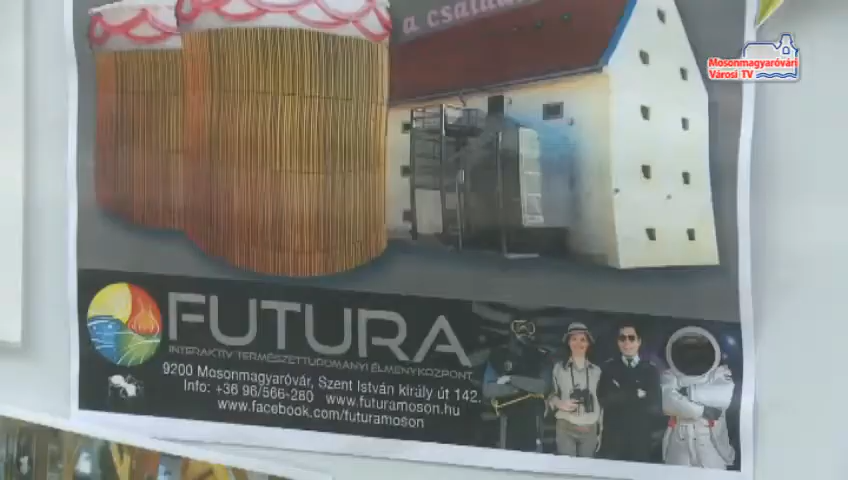 a család
Mosonmagyaróvári
Városi TV
FUTURA
INTERAKTÍV TERMÉSZETTUDOMÁNYI ÉLMÉNYKÖZPONT
9200 Mosonmagyaróvár, Szent István király út 142.
Info: +36 96/566-280 www.futuramoson.hu
www.facebook.com/futuramoson